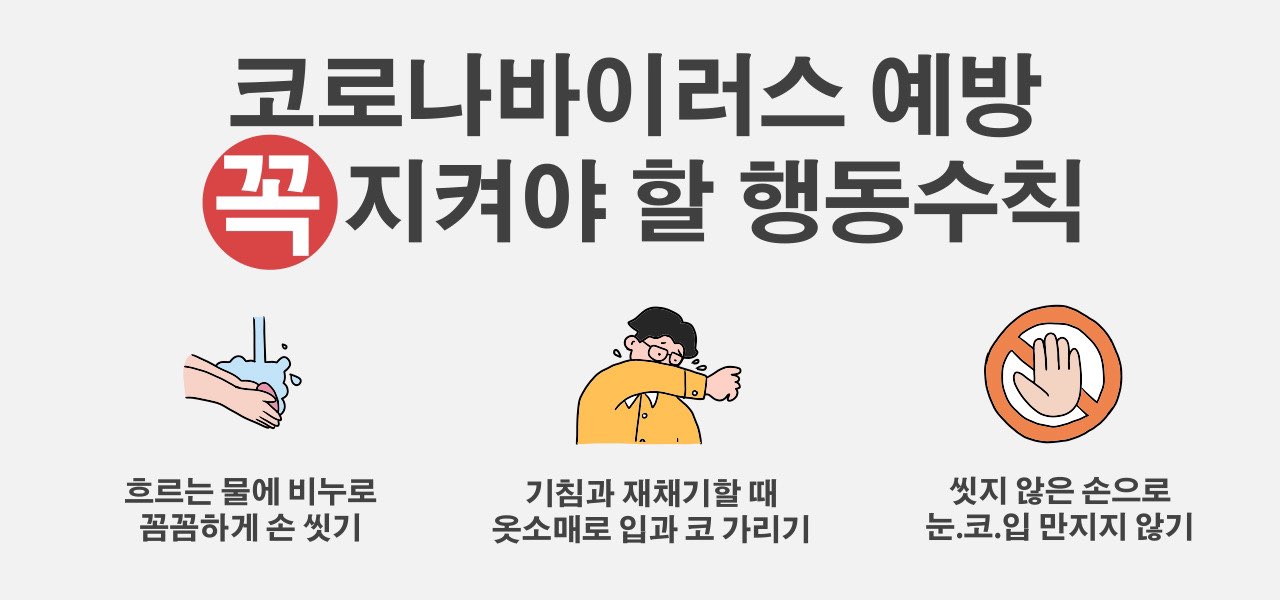 코로나바이러스 예방
꼭 지켜야 할 행동수칙
흐르는 물에 비누로
꼼꼼하게 손 씻기
기침과 재채기할 때
옷소매로 입과 코 가리기
씻지 않은 손으로
눈.코.입 만지지 않기